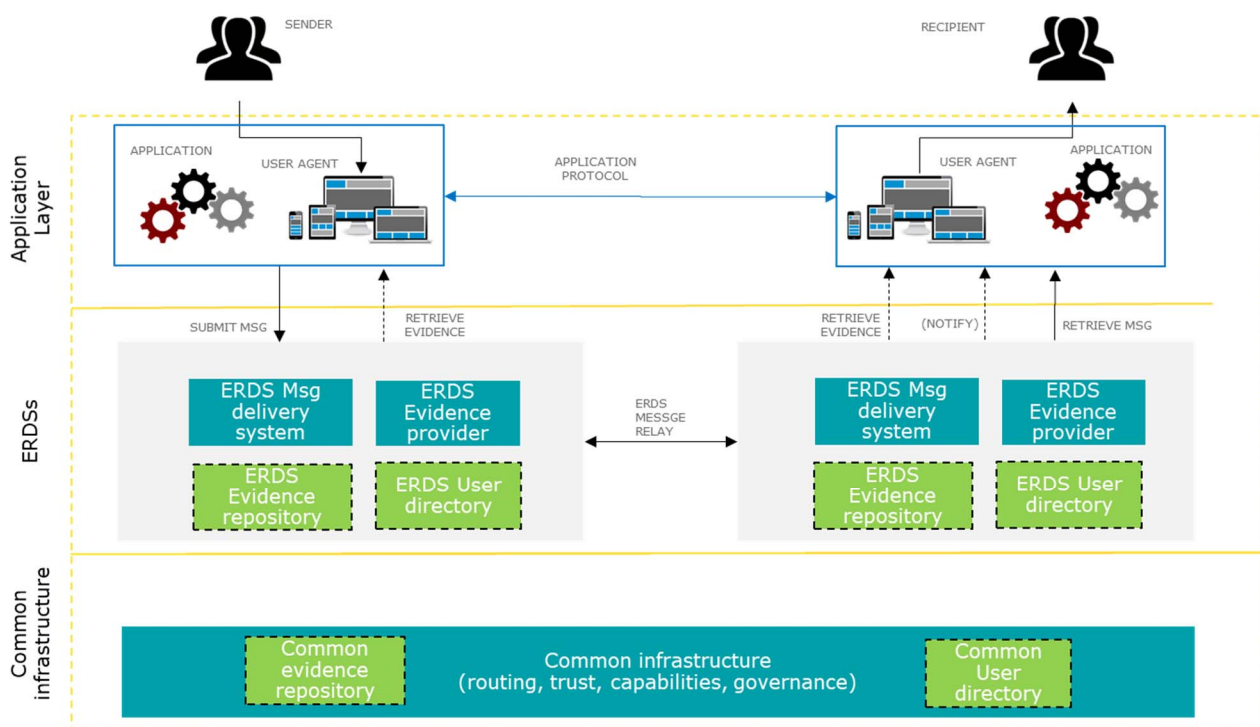 SENDER
RECIPIENT
Application
Layer
APPLICATION
USER AGENT
APPLICATION
PROTOCOL
USER AGENT
APPLICATION
SUBMIT MSG
RETRIEVE
EVIDENCE
RETRIEVE
EVIDENCE
(NOTIFY)
RETRIEVE MSG
ERDSs
ERDS Msg
delivery
system
ERDS
Evidence
provider
ERDS
Evidence
repository
ERDS User
directory
ERDS
MESSGE
RELAY
ERDS Msg
delivery
system
ERDS
Evidence
provider
ERDS
Evidence
repository
ERDS User
directory
Common
infrastructure
Common
evidence
repository
Common infrastructure
(routing, trust, capabilities, governance)
Common
User
directory